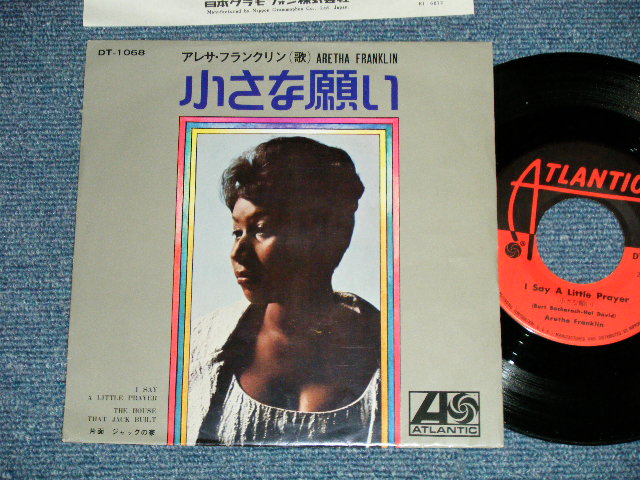 日本グラモフォン株式会社
Manufactured by Nippon Grammophon Co., Ltd. Japan.
DT-1068
アレサ・フランクリン(歌) ARETHA FRANKLIN
小さな願い
I SAY
A LITTLE PRAYER
THE HOUSE
THAT JACK BUILT
片面 ジャックの家
ATLANTIC
ATLANTIC
I Say A Little Prayer
小さな願い
(Burt Bacharach-Hal David)
Aretha Franklin